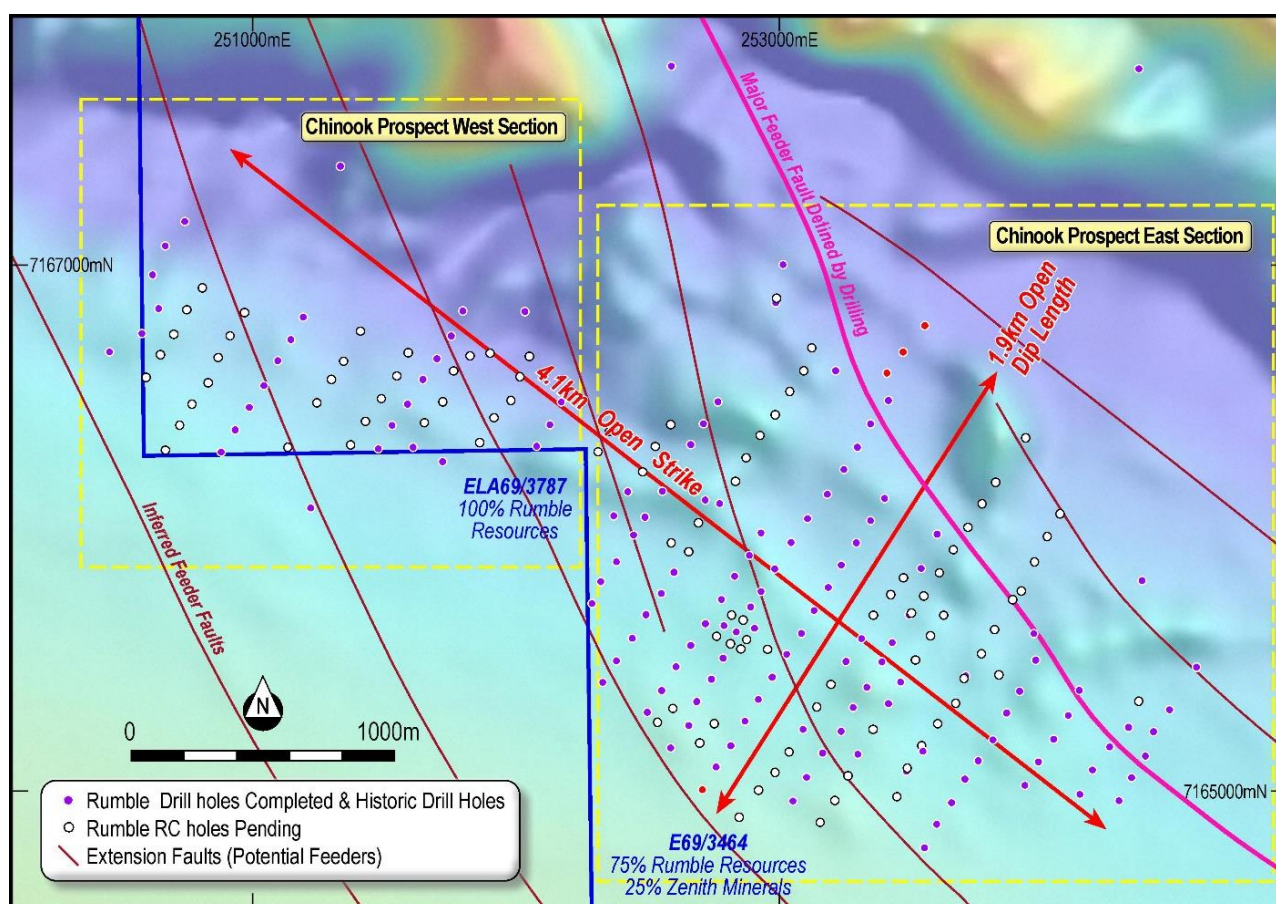 251000mE
253000mE
Chinook Prospect West Section
Major Feeder Fault Defined by Drilling
Chinook Prospect East Section
7167000mN
1.9km Open
Dip Length
4.1km Open Strike
ELA69/3787
100% Rumble
Resources
Inferred Feeder Faults
N
0
1000m
7165000mN
Rumble Drill holes Completed & Historic Drill Holes
Rumble RC holes Pending
Extension Faults (Potential Feeders)
E69/3464
75% Rumble Resources
25% Zenith Minerals